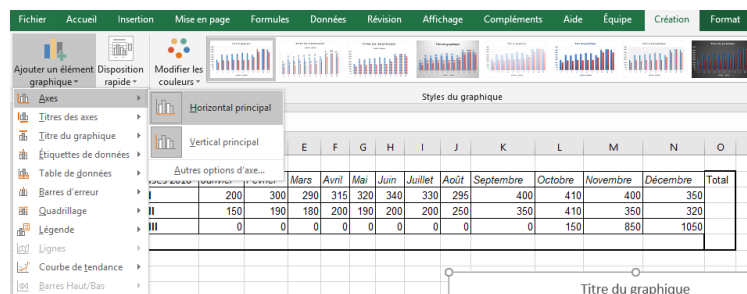 Fichier Accueil Insertion Mise en page Formules Données Révision Affichage Compléments Aide Équipe Création Format
Ajouter un élément graphique
Disposition rapide
Modifier les couleurs
Styles du graphique
Axes
Titres des axes
Titre du graphique
Étiquettes de données
Table de données
Barres d'erreur
Quadrillage
Légende
Lignes
Courbe de tendance
Barres Haut/Bas
Horizontal principal
Vertical principal
Autres options d'axe...
E F G H I J K L M N O
Mars Avril Mai Juin Juillet Août Septembre Octobre Novembre Décembre Total
200 300 290 315 320 340 330 295 400 410 400 350
II 150 190 180 200 190 200 200 250 350 410 350 320
III 0 0 0 0 0 0 0 0 0 150 850 1050
Titre du graphique